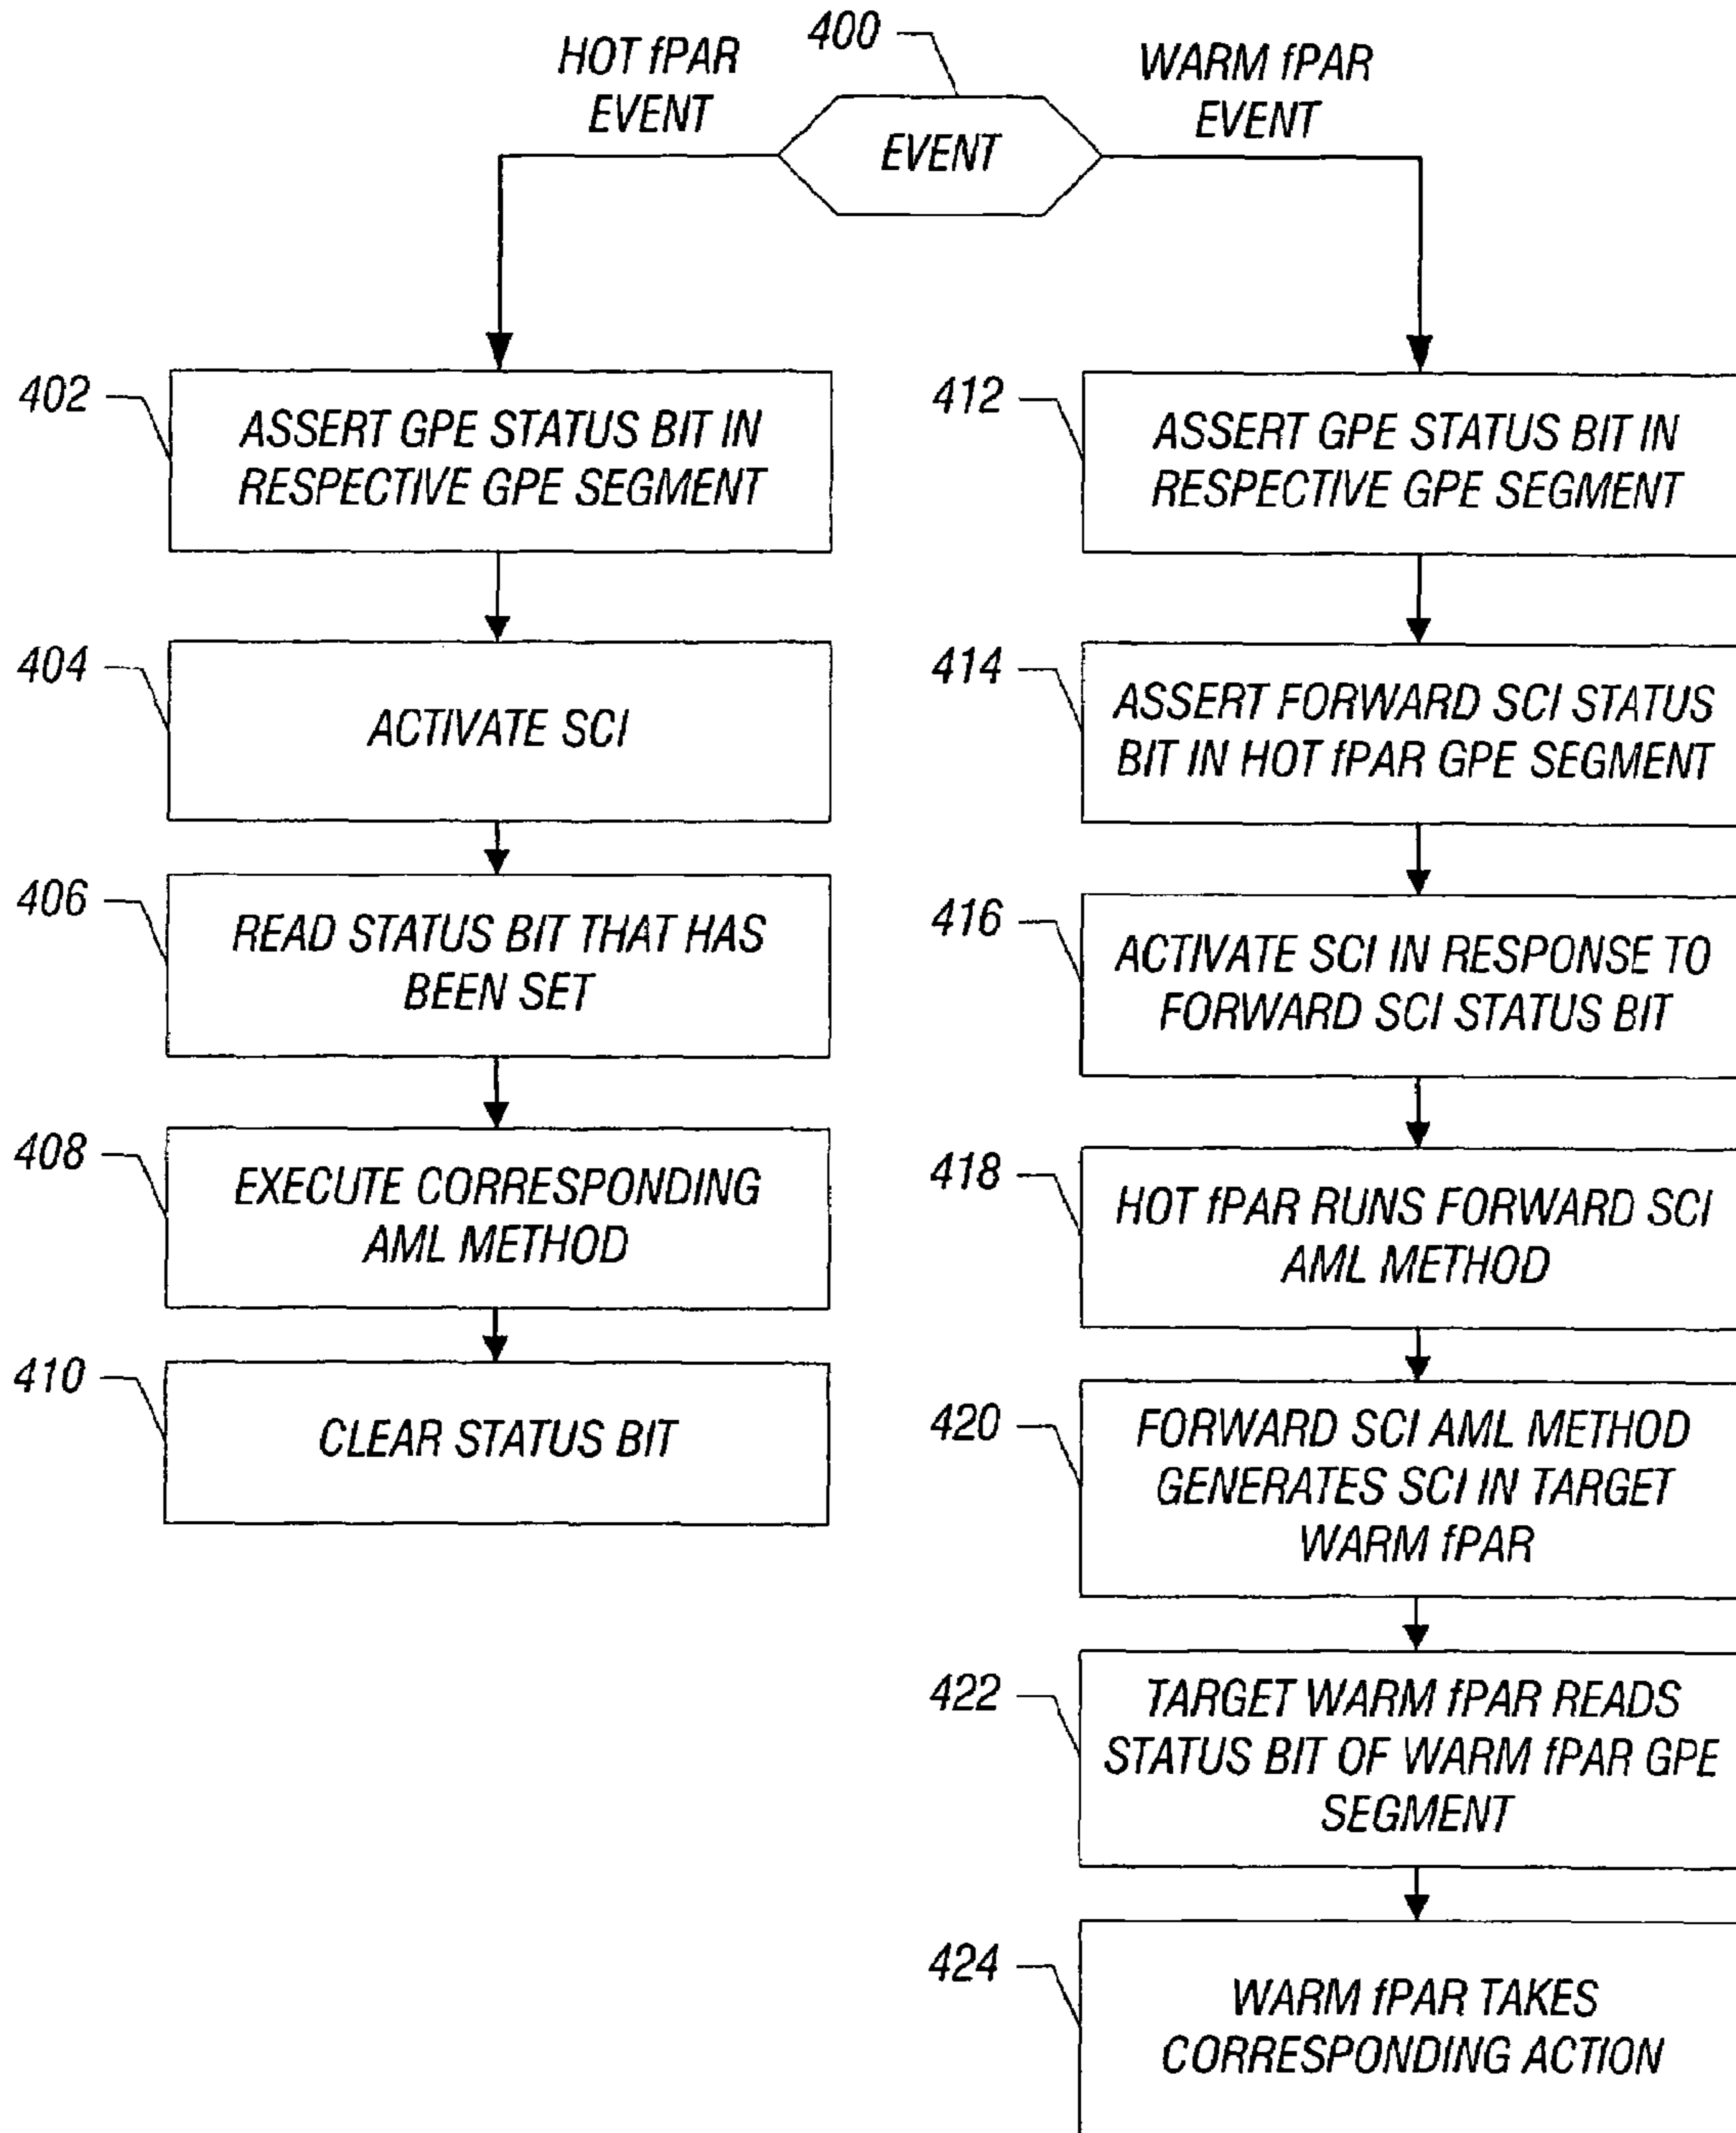 400
HOT fPAR
EVENT
WARM fPAR
EVENT
EVENT
402
ASSERT GPE STATUS BIT IN
RESPECTIVE GPE SEGMENT
404
ACTIVATE SCI
406
READ STATUS BIT THAT HAS
BEEN SET
408
EXECUTE CORRESPONDING
AML METHOD
410
CLEAR STATUS BIT
412
ASSERT GPE STATUS BIT IN
RESPECTIVE GPE SEGMENT
414
ASSERT FORWARD SCI STATUS
BIT IN HOT fPAR GPE SEGMENT
416
ACTIVATE SCI IN RESPONSE TO
FORWARD SCI STATUS BIT
418
HOT fPAR RUNS FORWARD SCI
AML METHOD
420
FORWARD SCI AML METHOD
GENERATES SCI IN TARGET
WARM fPAR
422
TARGET WARM fPAR READS
STATUS BIT OF WARM fPAR GPE
SEGMENT
424
WARM fPAR TAKES
CORRESPONDING ACTION